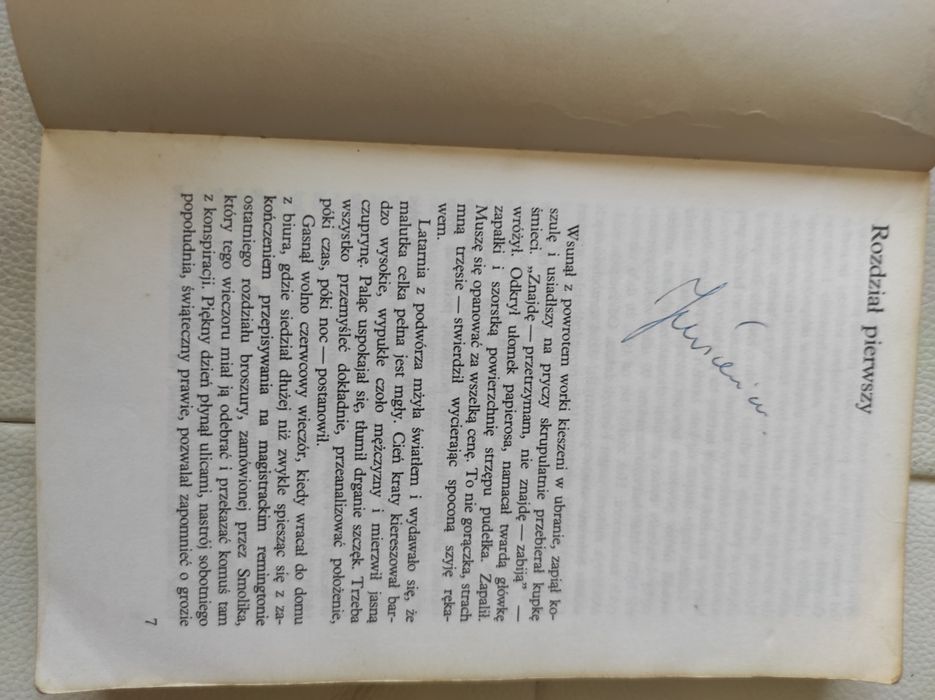 Rozdział pierwszy
Wsunął z powrotem worki kieszeni w ubranie, zapiął ko-
szulę i usiadłszy na pryczy skrupulatnie przebierał kupkę
śmieci. „Znajdę — przetrzymam, nie znajdę — zabiją” —
wróżył. Odkrył ułomek papierosa, namacał twardą główkę
zapałki i szorstką powierzchnię strzępu pudełka. Zapalił.
Muszę się opanować za wszelką cenę. To nie gorączka, strach
mną trzęsie — stwierdził wycierając spoconą szyję ręka-
wem.
Latarnia z podwórza mżyła światłem i wydawało się, że
malutka celka pełna jest mgły. Cień kraty kiereszował bar-
dzo wysokie, wypukłe czoło mężczyzny i mierzwił jasną
czuprynę. Paląc uspokajał się, tłumił drganie szczęk. Trzeba
wszystko przemyśleć dokładnie, przeanalizować położenie,
póki czas, póki noc — postanowił.
Gasnął wolno czerwcowy wieczór, kiedy wracał do domu
z biura, gdzie siedział dłużej niż zwykle spiesząc się z za-
kończeniem przepisywania na magistrackim remingtonie
ostatniego rozdziału broszury, zamówionej przez Smolika,
który tego wieczoru miał ją odebrać i przekazać komuś tam
z konspiracji. Piękny dzień płynął ulicami, nastrój sobotniego
popołudnia, świąteczny prawie, pozwalał zapomnieć o grozie
7